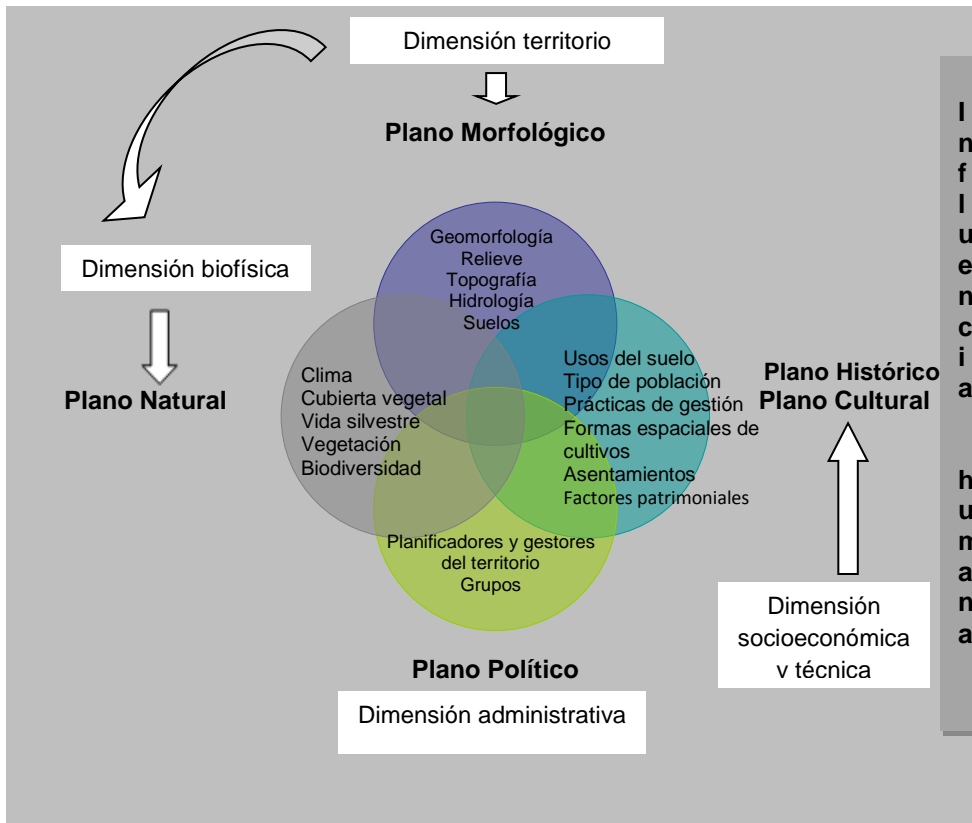 Dimensión territorio
Plano Morfológico
Dimensión biofísica
Plano Natural
Geomorfología
Relieve
Topografía
Hidrología
Suelos
Clima
Cubierta vegetal
Vida silvestre
Vegetación
Biodiversidad
Usos del suelo
Tipo de población
Prácticas de gestión
Formas espaciales de
cultivos
Asentamientos
Factores patrimoniales
Plano Histórico
Plano Cultural
Planificadores y gestores
del territorio
Grupos
Plano Político
Dimensión administrativa
Dimensión
socioeconómica
y técnica
I
n
f
l
u
e
n
c
i
a
h
u
m
a
n
a